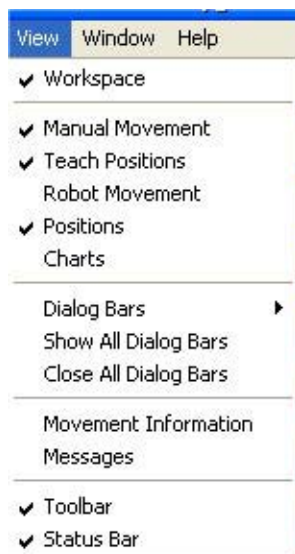 View Window Help
Workspace
Manual Movement
Teach Positions
Robot Movement
Positions
Charts
Dialog Bars
Show All Dialog Bars
Close All Dialog Bars
Movement Information
Messages
Toolbar
Status Bar